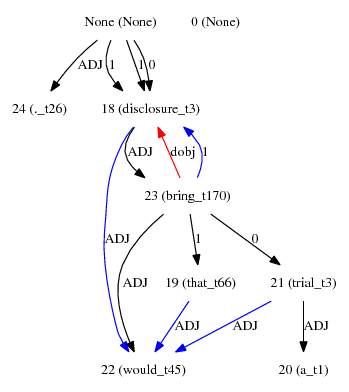 None (None) 0 (None)
ADJ 1 1 0
24 (._t26) 18 (disclosure_t3)
ADJ dobj 1
23 (bring_t170)
ADJ 1 0
ADJ 19 (that_t66) 21 (trial_t3)
ADJ ADJ ADJ
22 (would_t45) 20 (a_t1)